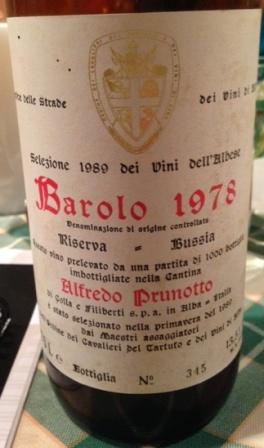 delle Strade
dei Vini di
Selezione 1989 dei Vini dell'Albese
Barolo 1978
Denominazione di origine controllata
Riserva = Bussia
vino prelevato da una partita di 1000 bottiglie
imbottigliate nella Cantina
Alfredo Prunotto
di Colla e Filiberti s.p.a. in Alba = Italia
è stato selezionato nella primavera del 1989
dai Maestri assaggiatori
dei Cavalieri del Tartufo e dei Vini di
e
Bottiglia Nº 345